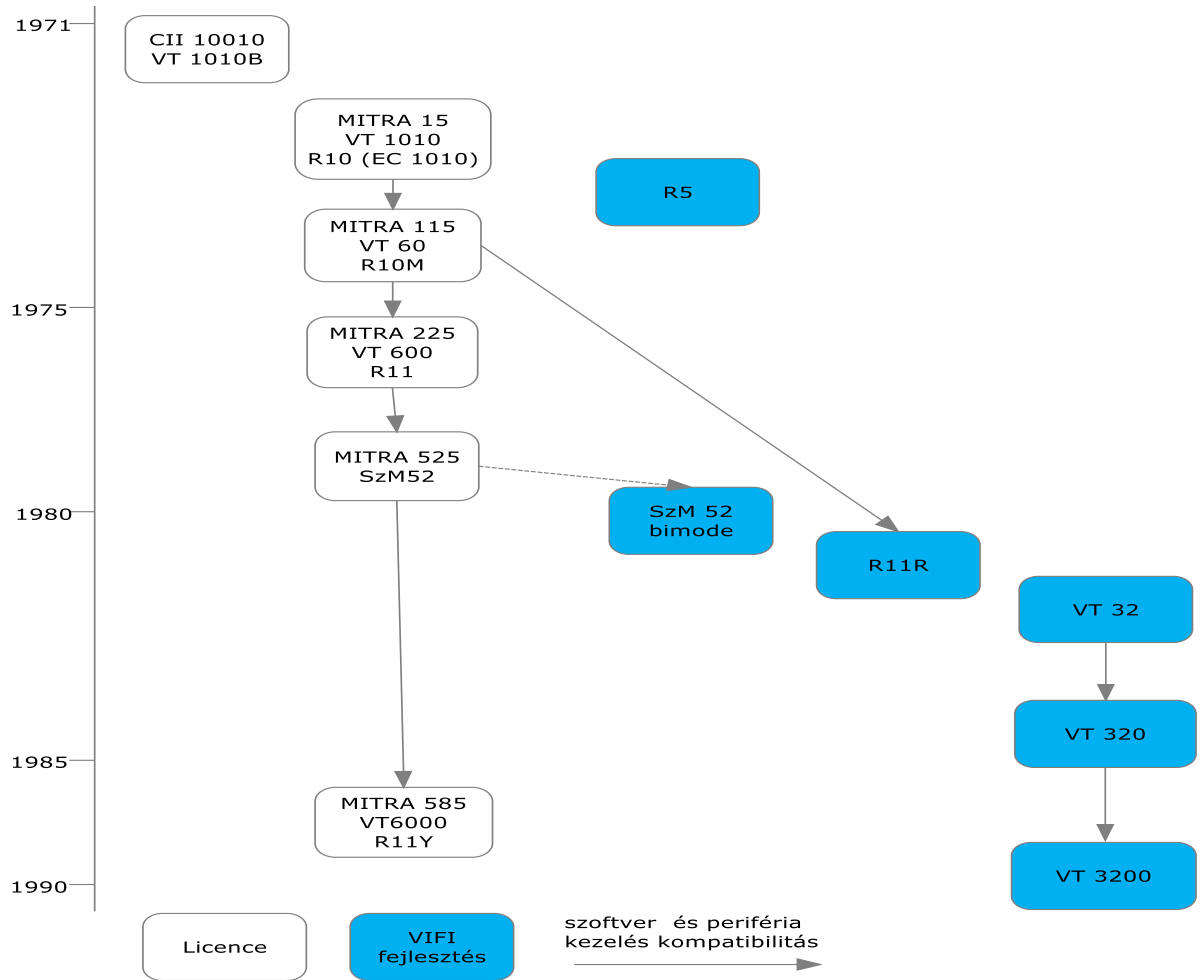 1971
CII 10010
VT 1010B
MITRA 15
VT 1010
R10 (EC 1010)
R5
MITRA 115
VT 60
R10M
1975
MITRA 225
VT 600
R11
MITRA 525
SzM52
1980
SzM 52
bimode
R11R
VT 32
VT 320
1985
MITRA 585
VT6000
R11Y
VT 3200
1990
Licence
VIFI
fejlesztés
szoftver és periféria
kezelés kompatibilitás